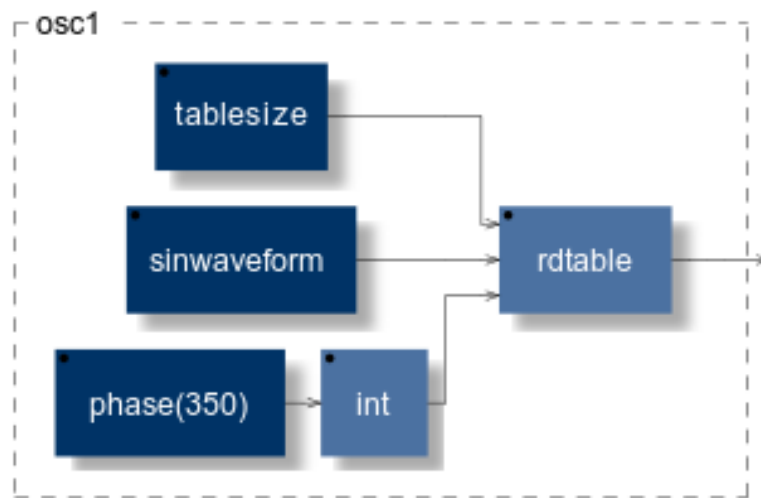 osc1
tablesize
sinwaveform
rdtable
phase(350)
int